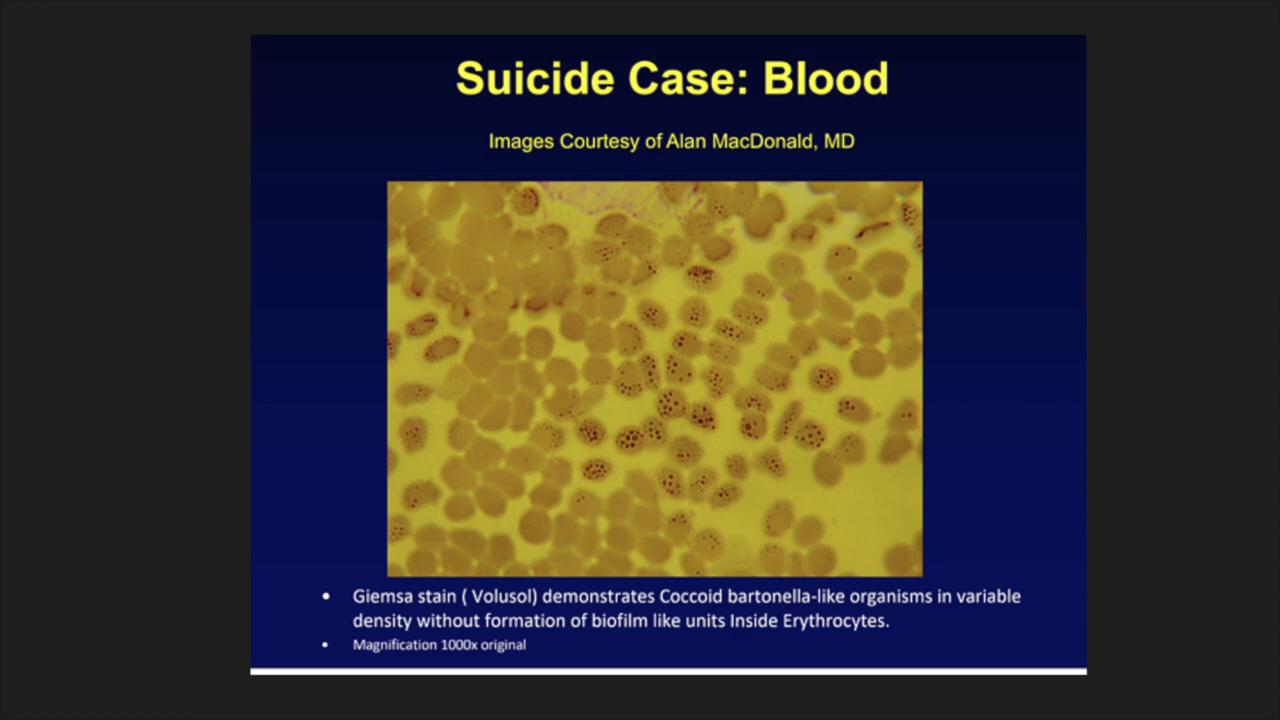 Suicide Case: Blood
Images Courtesy of Alan MacDonald, MD
• Giemsa stain ( Volusol) demonstrates Coccoid bartonella-like organisms in variable
density without formation of biofilm like units Inside Erythrocytes.
• Magnification 1000x original